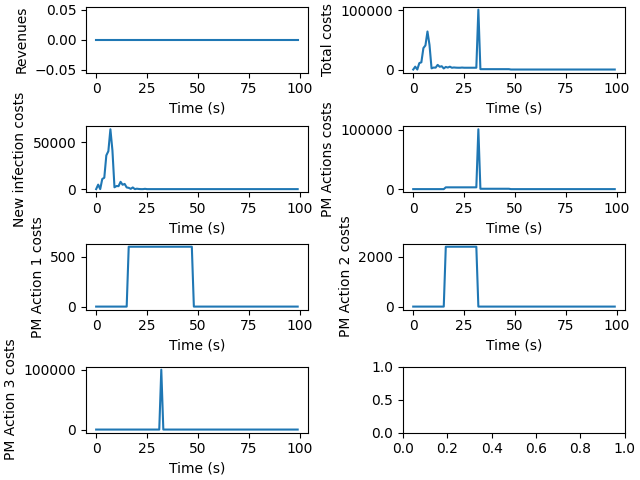 Revenues
0.05
0.00
−0.05
0 25 50 75 100
Time (s)
Total costs
100000
0
0 25 50 75 100
Time (s)
New infection costs
50000
0
0 25 50 75 100
Time (s)
PM Actions costs
100000
0
0 25 50 75 100
Time (s)
PM Action 1 costs
500
0
0 25 50 75 100
Time (s)
PM Action 2 costs
2000
0
0 25 50 75 100
Time (s)
PM Action 3 costs
100000
0
0 25 50 75 100
Time (s)
1.0
0.5
0.0
0.0 0.2 0.4 0.6 0.8 1.0